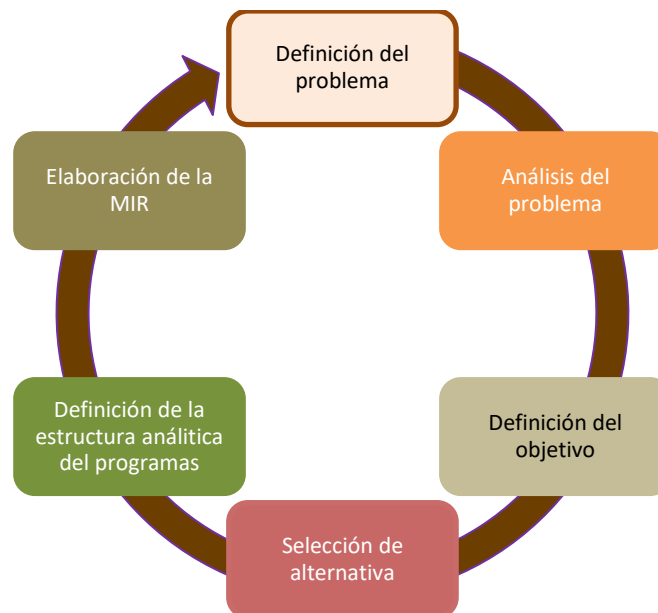 Definición del
problema
Análisis del
problema
Definición del
objetivo
Selección de
alternativa
Definición de la
estructura análitica
del programas
Elaboración de la
MIR